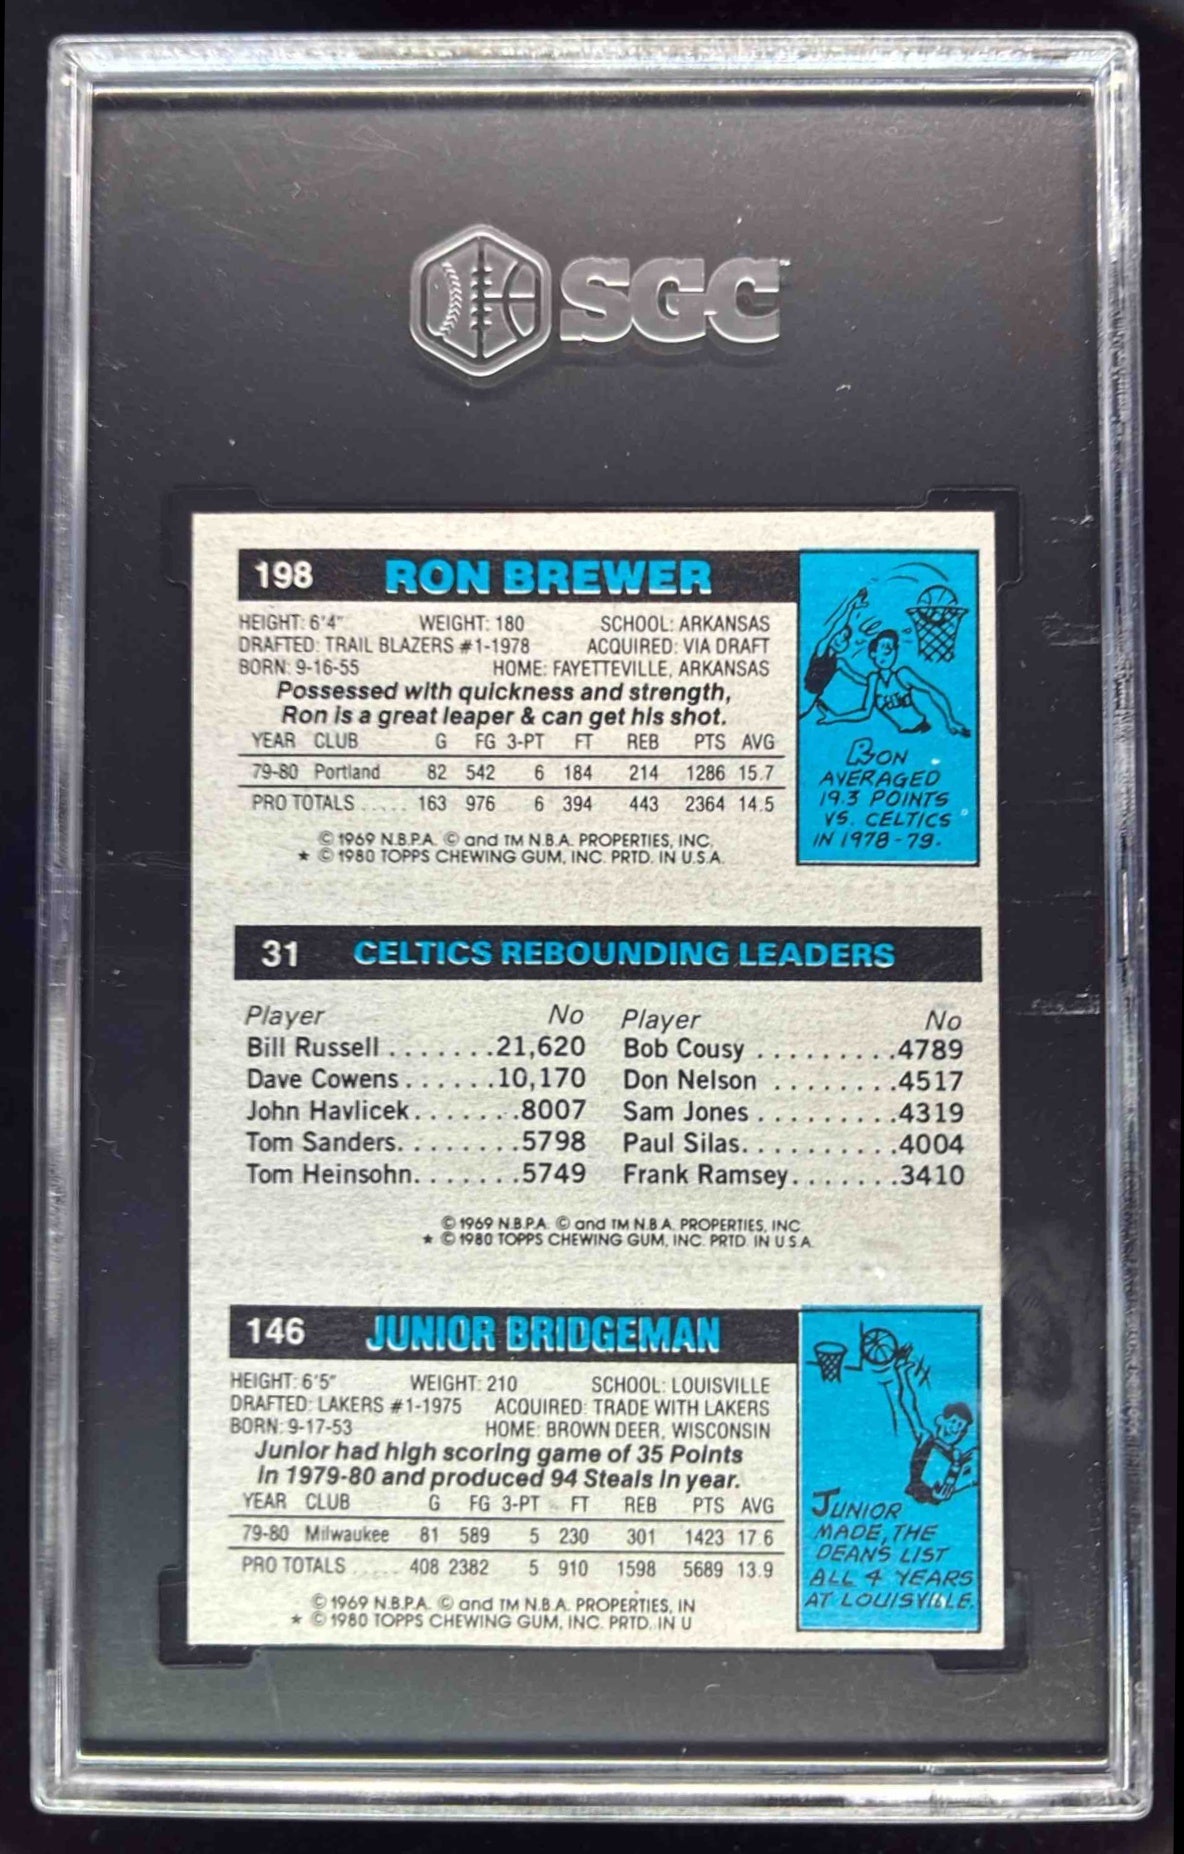 SGC
198 RON BREWER
HEIGHT: 6'4" WEIGHT: 180 SCHOOL: ARKANSAS
DRAFTED: TRAIL BLAZERS #1-1978 ACQUIRED: VIA DRAFT
BORN: 9-16-55 HOME: FAYETTEVILLE, ARKANSAS
Possessed with quickness and strength,
Ron is a great leaper & can get his shot.
YEAR CLUB G FG 3-PT FT REB PTS AVG
79-80 Portland 82 542 6 184 214 1286 15.7
PRO TOTALS ..... 163 976 6 394 443 2364 14.5
© 1969 N.B.P.A. © and TM N.B.A. PROPERTIES, INC.
★ © 1980 TOPPS CHEWING GUM, INC. PRTD. IN U.S.A.
RON
AVERAGED
19.3 POINTS
VS. CELTICS
IN 1978-79.
31 CELTICS REBOUNDING LEADERS
Player No Player No
Bill Russell .......21,620 Bob Cousy .........4789
Dave Cowens......10,170 Don Nelson ........4517
John Havlicek.......8007 Sam Jones .........4319
Tom Sanders........5798 Paul Silas..........4004
Tom Heinsohn.......5749 Frank Ramsey.......3410
© 1969 N.B.P.A. © and TM N.B.A. PROPERTIES, INC.
★ © 1980 TOPPS CHEWING GUM, INC. PRTD. IN U.S.A.
146 JUNIOR BRIDGEMAN
HEIGHT: 6'5" WEIGHT: 210 SCHOOL: LOUISVILLE
DRAFTED: LAKERS #1-1975 ACQUIRED: TRADE WITH LAKERS
BORN: 9-17-53 HOME: BROWN DEER, WISCONSIN
Junior had high scoring game of 35 Points
in 1979-80 and produced 94 Steals in year.
YEAR CLUB G FG 3-PT FT REB PTS AVG
79-80 Milwaukee 81 589 5 230 301 1423 17.6
PRO TOTALS ..... 408 2382 5 910 1598 5689 13.9
© 1969 N.B.P.A. © and TM N.B.A. PROPERTIES, IN
★ © 1980 TOPPS CHEWING GUM, INC. PRTD. IN U
JUNIOR
MADE THE
DEANS LIST
ALL 4 YEARS
AT LOUISVILLE.